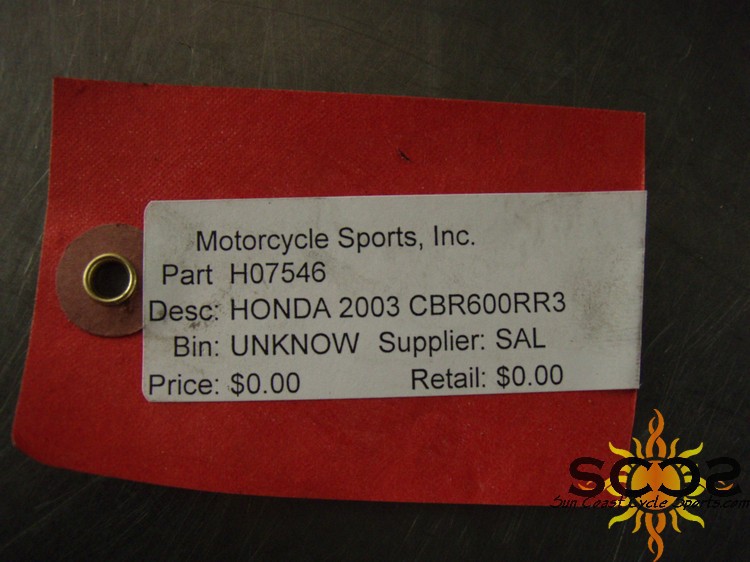 Motorcycle Sports, Inc.
Part H07546
Desc: HONDA 2003 CBR600RR3
Bin: UNKNOW Supplier: SAL
Price: $0.00 Retail: $0.00
SCCS
Sun Coast Cycle Sports.com